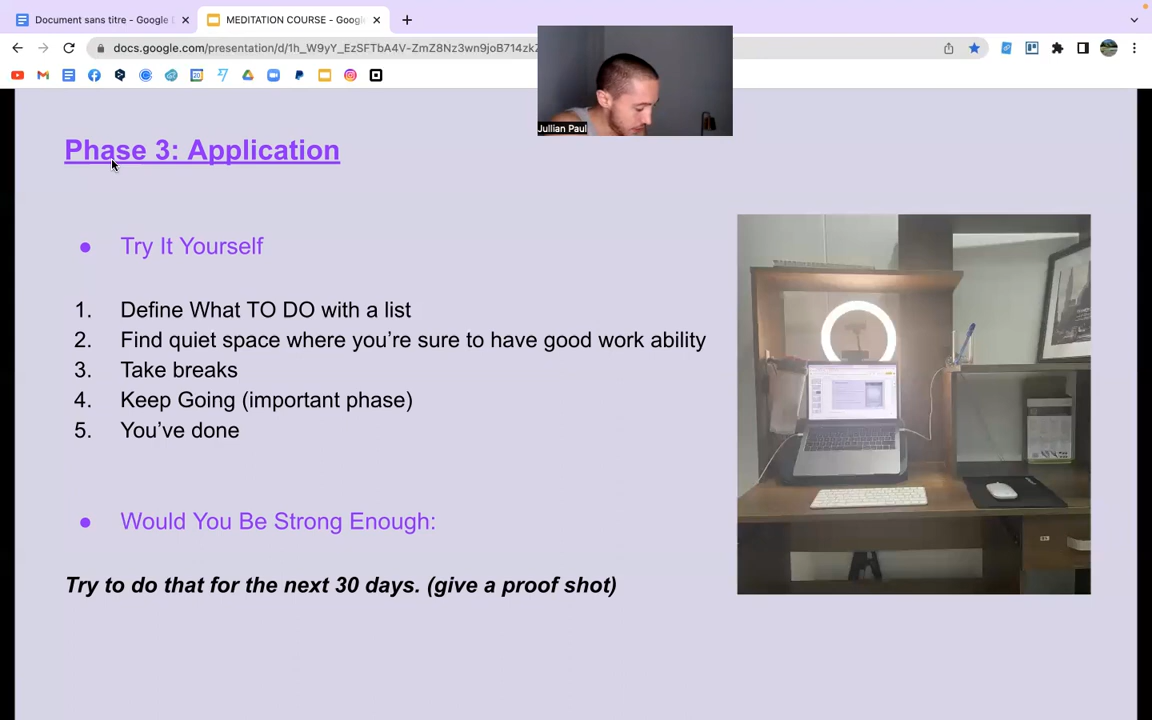 Document sans titre - Google
MEDITATION COURSE - Goog
docs.google.com/presentation/d/1h_W9yY_EzSFTbA4V-ZmZ8Nz3wn9joB714zkZ
Jullian Paul
Phase 3: Application
● Try It Yourself
1. Define What TO DO with a list
2. Find quiet space where you’re sure to have good work ability
3. Take breaks
4. Keep Going (important phase)
5. You’ve done
● Would You Be Strong Enough:
Try to do that for the next 30 days. (give a proof shot)